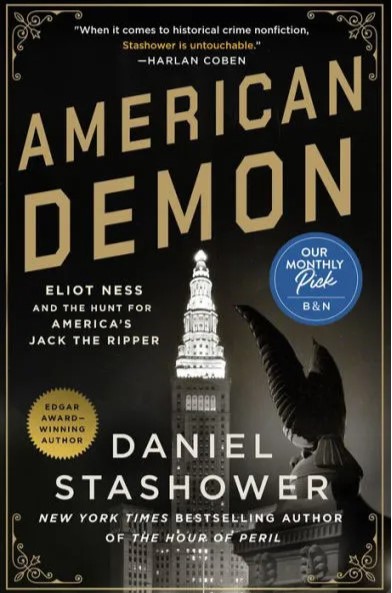 "When it comes to historical crime nonfiction,
Stashower is untouchable."
—HARLAN COBEN
AMERICAN
DEMON
OUR
MONTHLY
Pick
B&N
ELIOT NESS
AND THE HUNT FOR
AMERICA'S
JACK THE RIPPER
EDGAR
AWARD–
WINNING
AUTHOR
DANIEL
STASHOWER
NEW YORK TIMES BESTSELLING AUTHOR
OF THE HOUR OF PERIL